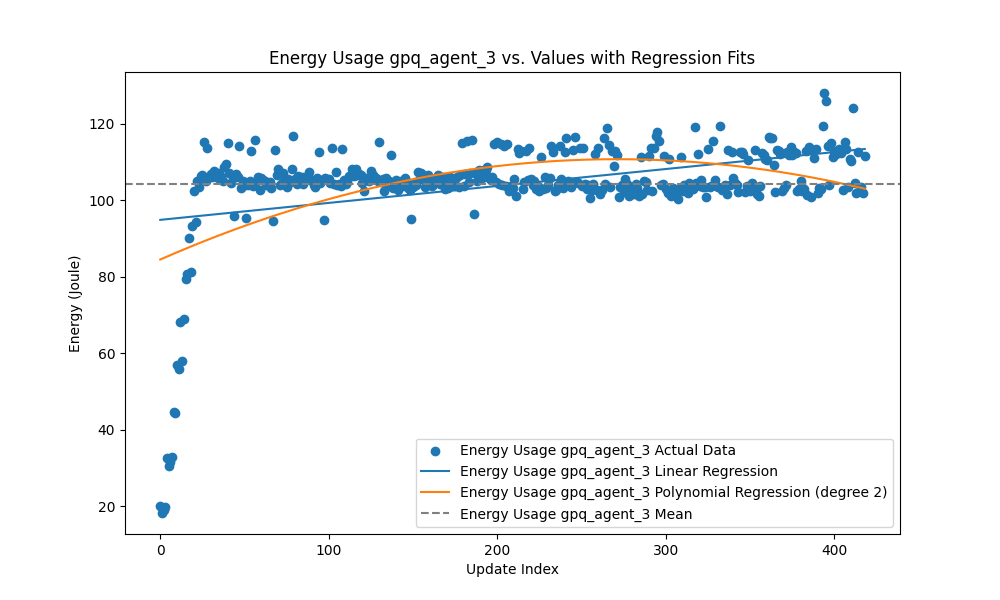 Energy Usage gpq_agent_3 vs. Values with Regression Fits
120
100
80
60
40
20
Energy (Joule)
0
100
200
300
400
Update Index
Energy Usage gpq_agent_3 Actual Data
Energy Usage gpq_agent_3 Linear Regression
Energy Usage gpq_agent_3 Polynomial Regression (degree 2)
Energy Usage gpq_agent_3 Mean